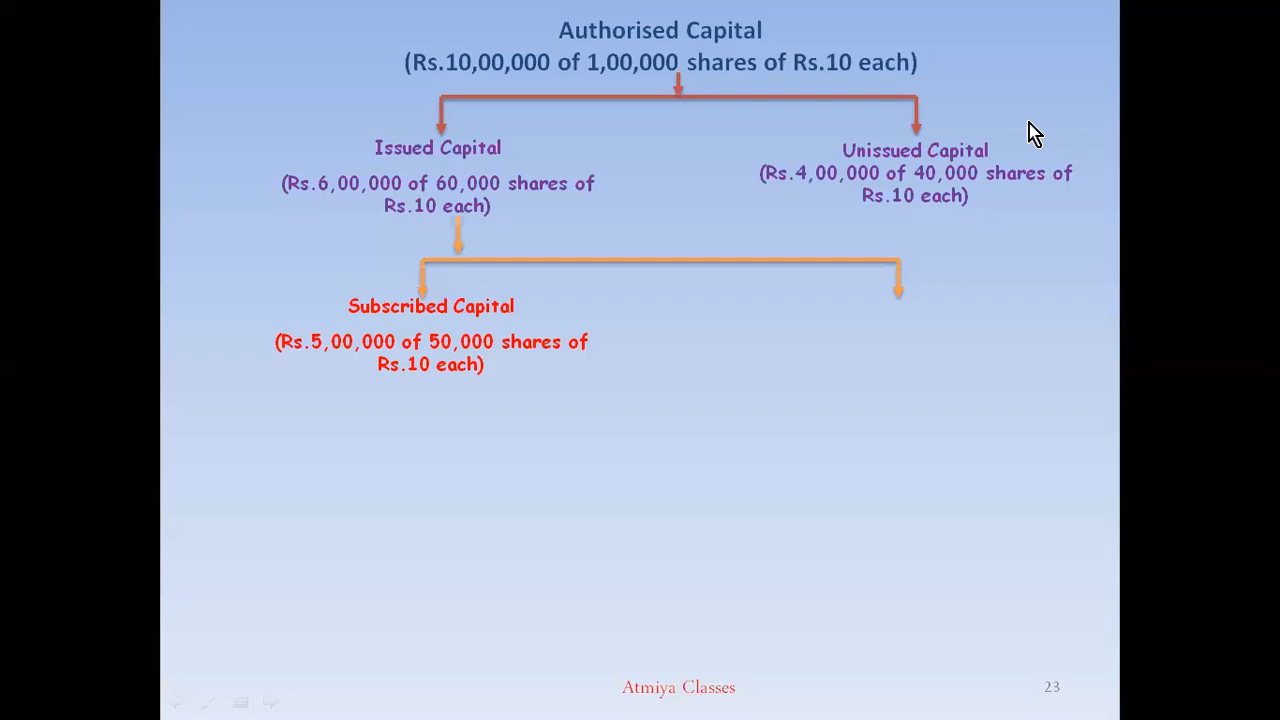 Authorised Capital
(Rs.10,00,000 of 1,00,000 shares of Rs.10 each)
Issued Capital
(Rs.6,00,000 of 60,000 shares of
Rs.10 each)
Unissued Capital
(Rs.4,00,000 of 40,000 shares of
Rs.10 each)
Subscribed Capital
(Rs.5,00,000 of 50,000 shares of
Rs.10 each)
Atmiya Classes
23